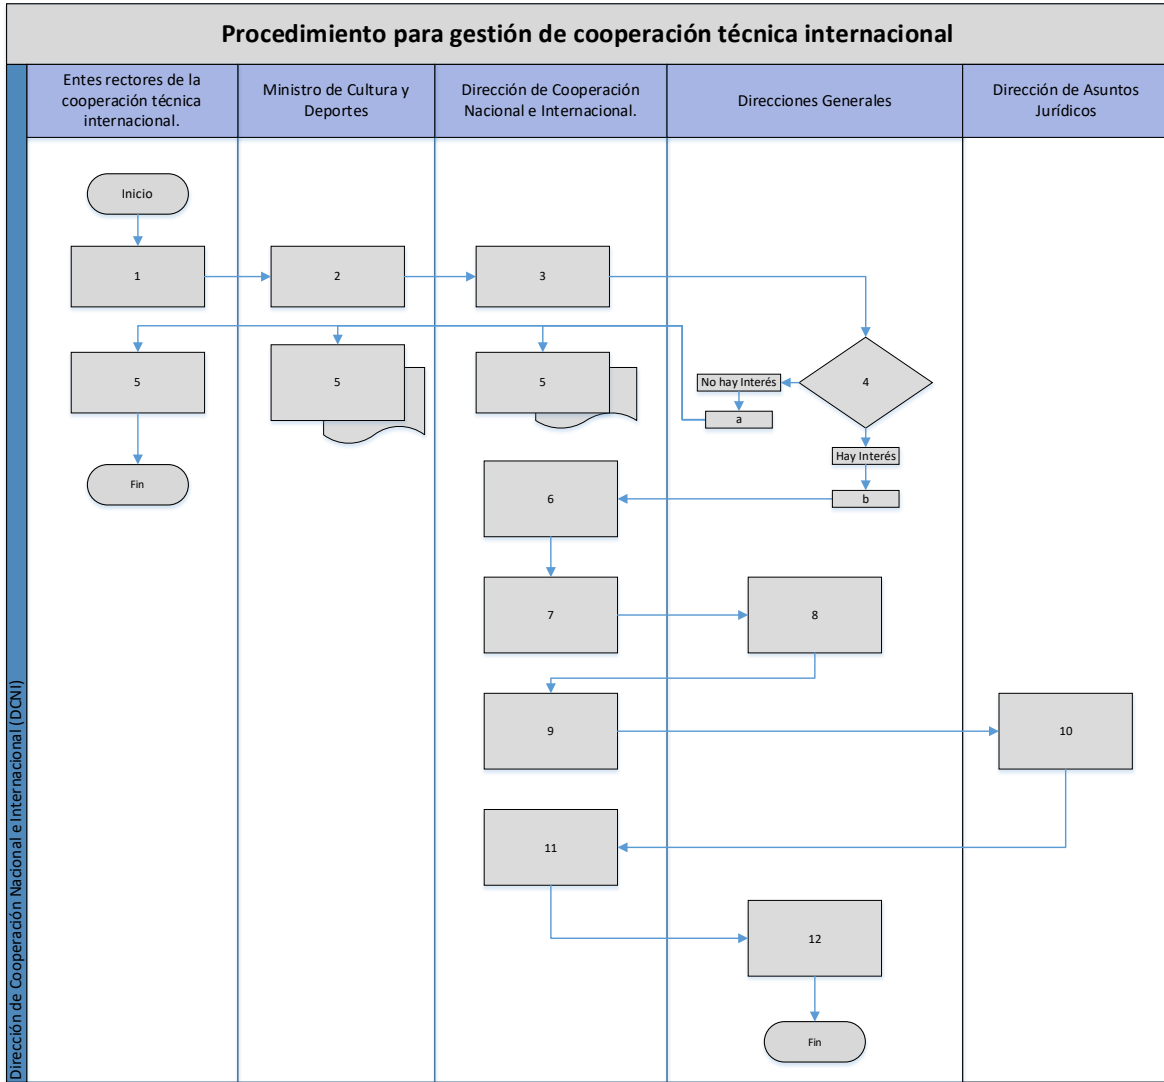 Procedimiento para gestión de cooperación técnica internacional
Entes rectores de la
cooperación técnica
internacional.
Ministro de Cultura y
Deportes
Dirección de Cooperación
Nacional e Internacional.
Direcciones Generales
Dirección de Asuntos
Jurídicos
Dirección de Cooperación Nacional e Internacional (DCNI)
Inicio
1
2
3
4
5
5
5
No hay Interés
a
Hay Interés
b
Fin
6
7
8
9
10
11
12
Fin